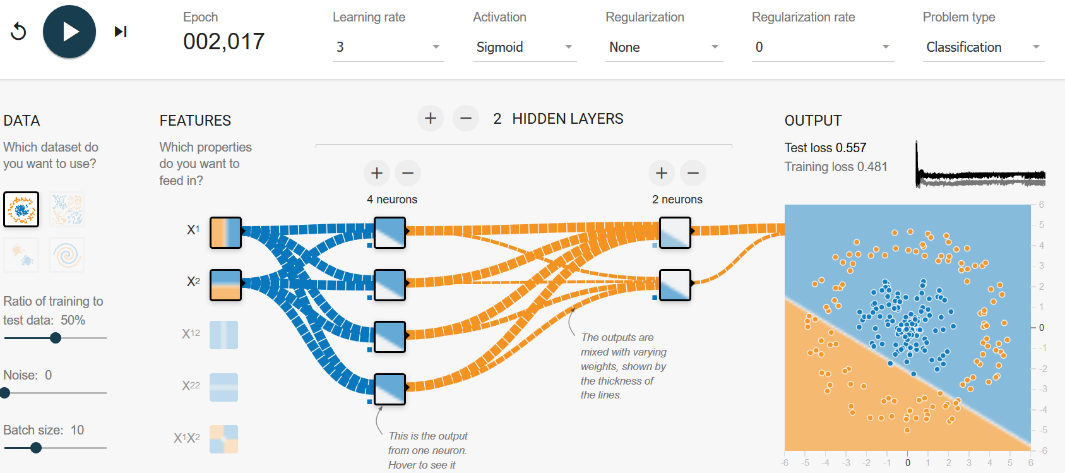 Epoch
002,017
Learning rate
3
Activation
Sigmoid
Regularization
None
Regularization rate
0
Problem type
Classification
DATA
Which dataset do
you want to use?
Ratio of training to
test data: 50%
Noise: 0
Batch size: 10
FEATURES
Which properties
do you want to
feed in?
X1
X2
X12
X22
X1X2
2 HIDDEN LAYERS
4 neurons
2 neurons
The outputs are
mixed with varying
weights, shown by
the thickness of
the lines.
This is the output
from one neuron.
Hover to see it
OUTPUT
Test loss 0.557
Training loss 0.481
6
5
4
3
2
1
0
-1
-2
-3
-4
-5
-6
-6 -5 -4 -3 -2 -1 0 1 2 3 4 5 6